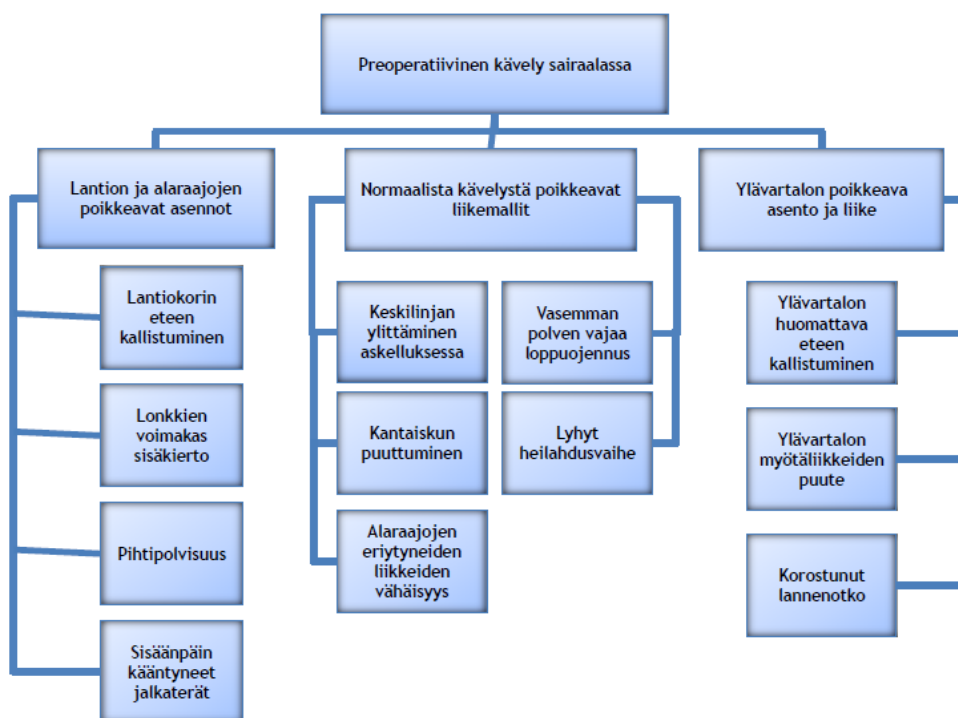 Preoperatiivinen kävely sairaalassa
Lantion ja alaraajojen
poikkeavat asennot
Lantiokorin
eteen
kallistuminen
Lonkkien
voimakas
sisäkierto
Pihtipolvisuus
Sisäänpäin
kääntyneet
jalkaterät
Normaalista kävelystä poikkeavat
liikemallit
Keskilinjan
ylittäminen
askelluksessa
Kantaiskun
puuttuminen
Alaraajojen
eriytyneiden
liikkeiden
vähäisyys
Vasemman
polven vajaa
loppuojennus
Lyhyt
heilahdusvaihe
Ylävartalon poikkeava
asento ja liike
Ylävartalon
huomattava
eteen
kallistuminen
Ylävartalon
myötäliikkeiden
puute
Korostunut
lannenotko